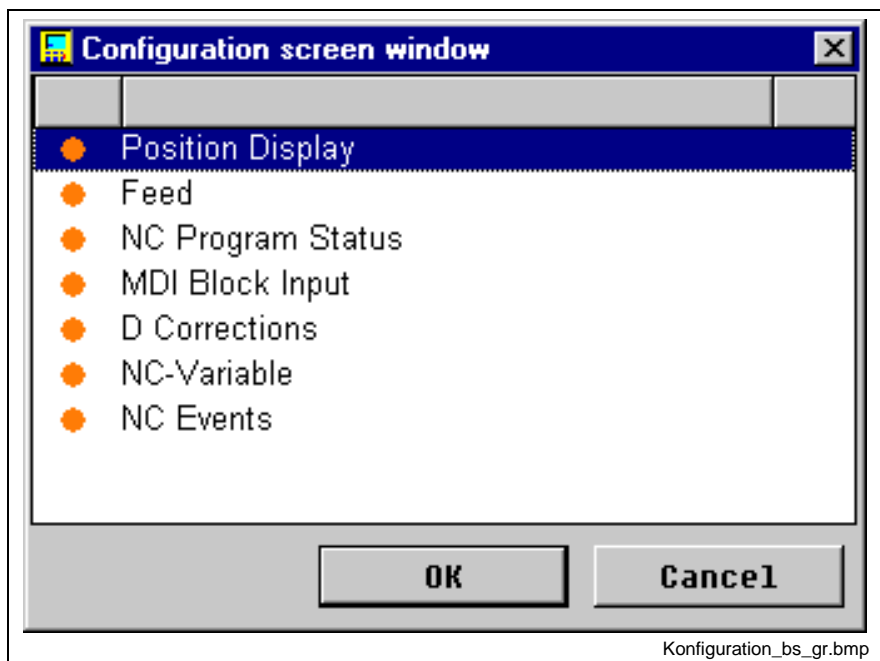 Configuration screen window
Position Display
Feed
NC Program Status
MDI Block Input
D Corrections
NC-Variable
NC Events
OK
Cancel
Konfiguration_bs_gr.bmp